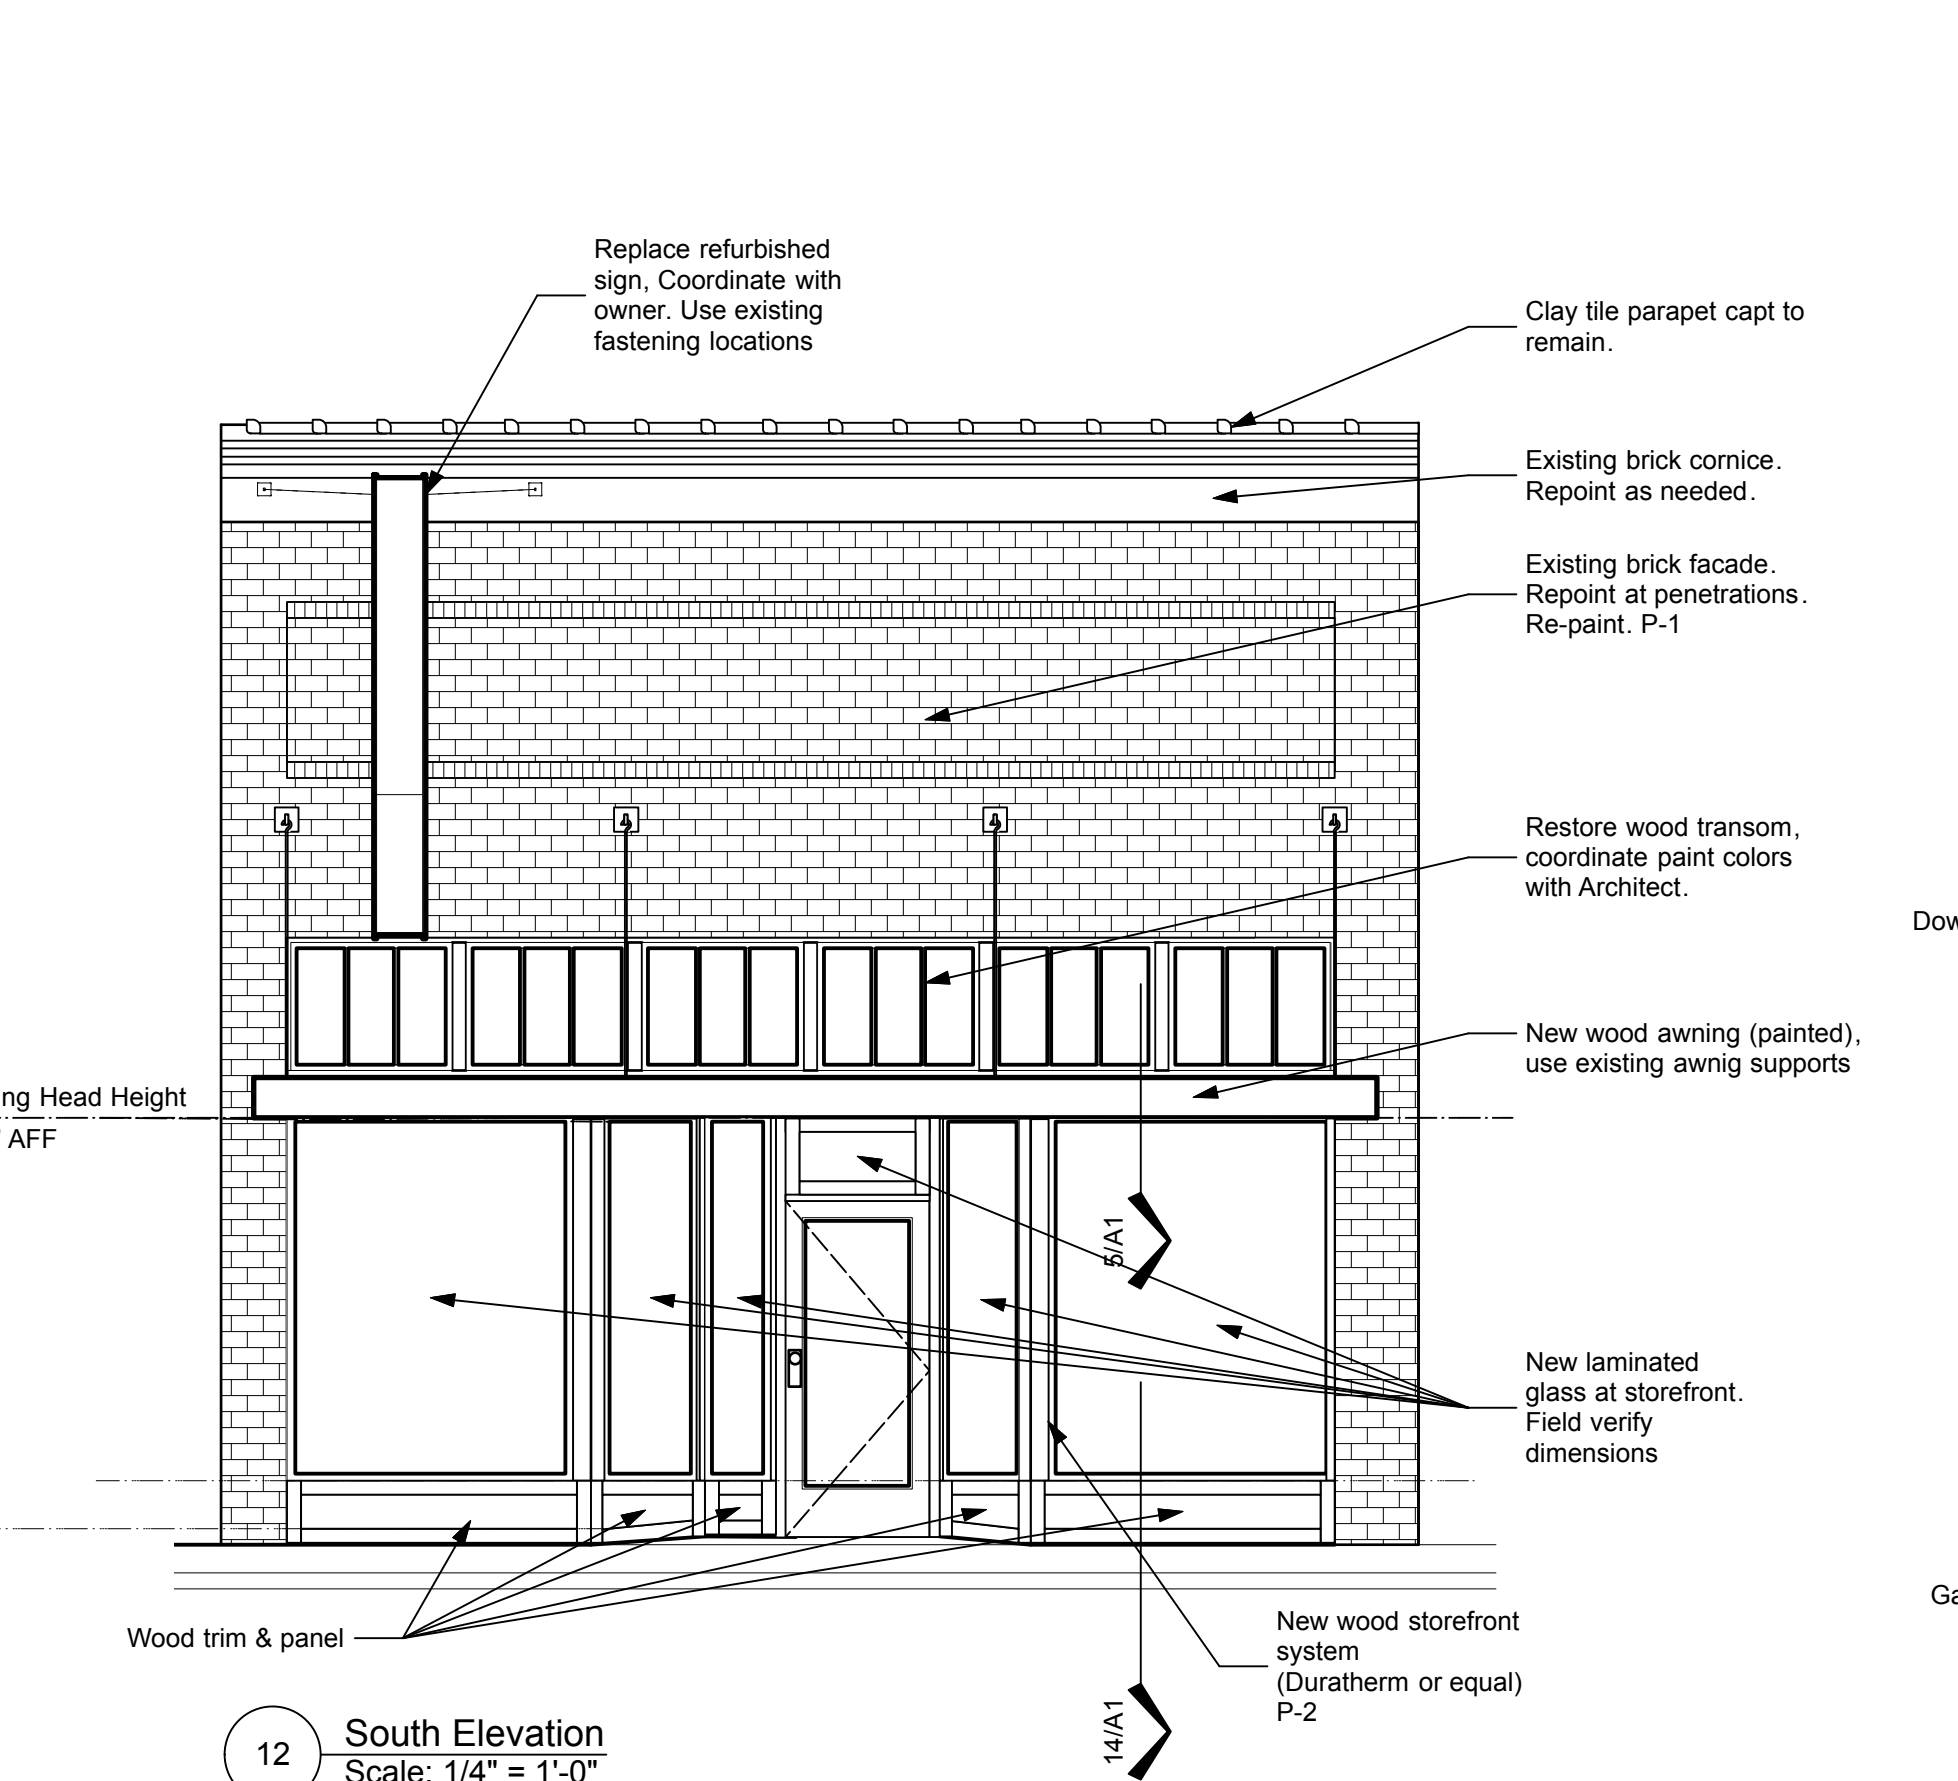 Replace refurbished
sign, Coordinate with
owner. Use existing
fastening locations
Clay tile parapet capt to
remain.
Existing brick cornice.
Repoint as needed.
Existing brick facade.
Repoint at penetrations.
Re-paint. P-1
Restore wood transom,
coordinate paint colors
with Architect.
Dow
New wood awning (painted),
use existing awnig supports
ng Head Height
AFF
5/A1
New laminated
glass at storefront.
Field verify
dimensions
Ga
Wood trim & panel
New wood storefront
system
(Duratherm or equal)
P-2
14/A1
12
South Elevation
Scale: 1/4" = 1'-0"